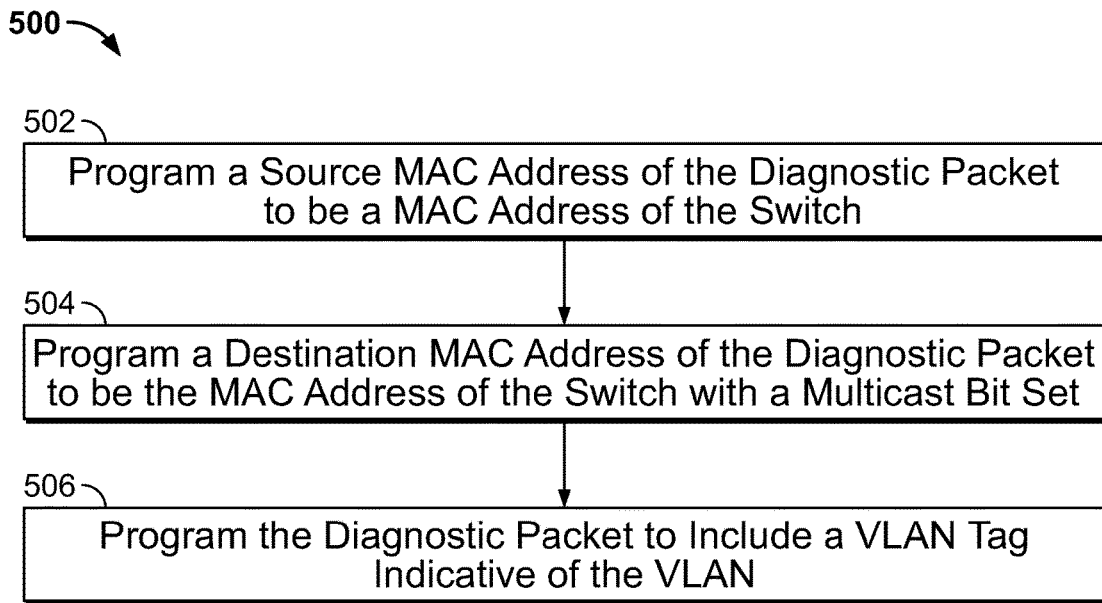 500
502
Program a Source MAC Address of the Diagnostic Packet
to be a MAC Address of the Switch
504
Program a Destination MAC Address of the Diagnostic Packet
to be the MAC Address of the Switch with a Multicast Bit Set
506
Program the Diagnostic Packet to Include a VLAN Tag
Indicative of the VLAN